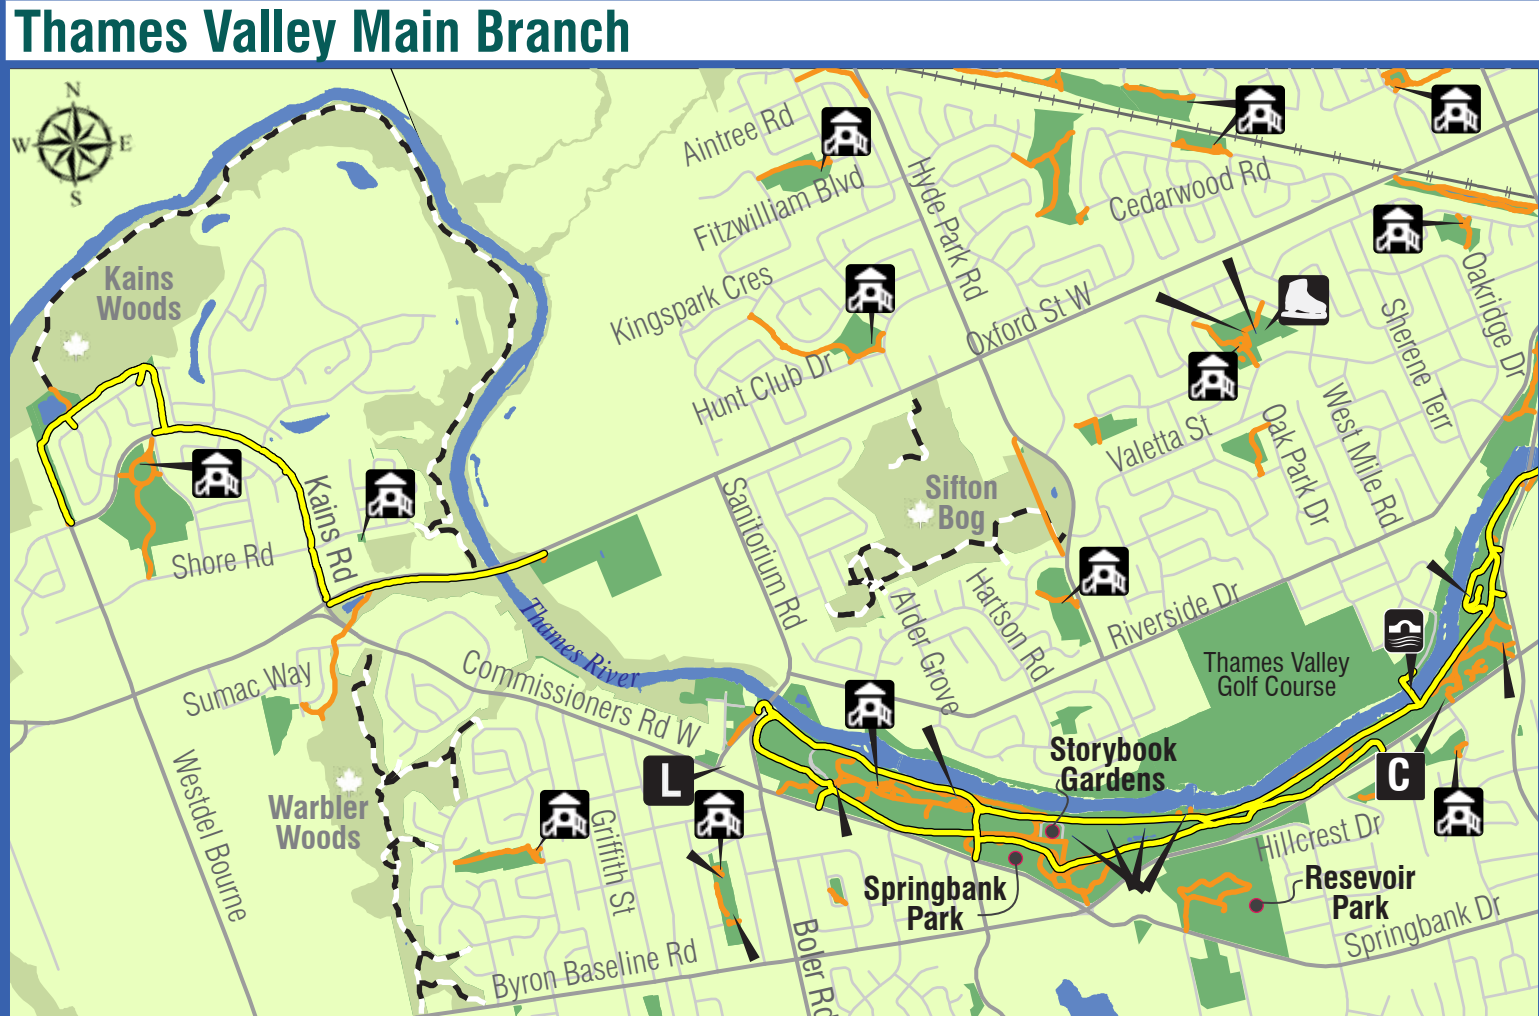 Thames Valley Main Branch
N
W
E
S
Aintree Rd
Fitzwilliam Blvd
Hyde Park Rd
Cedarwood Rd
Kains
Woods
Kingspark Cres
Hunt Club Dr
Oxford St W
Oakridge Dr
Sherene Terr
West Mile Rd
Oak Park Dr
Valetta St
Sifton
Bog
Sanitorium Rd
Kains Rd
Shore Rd
Alder Grove
Hartson Rd
Riverside Dr
Thames River
Thames Valley
Golf Course
Sumac Way
Commissioners Rd W
Storybook
Gardens
L
C
Westdel Bourne
Warbler
Woods
Griffith St
Hillcrest Dr
Springbank
Park
Resevoir
Park
Springbank Dr
Boler Rd
Byron Baseline Rd